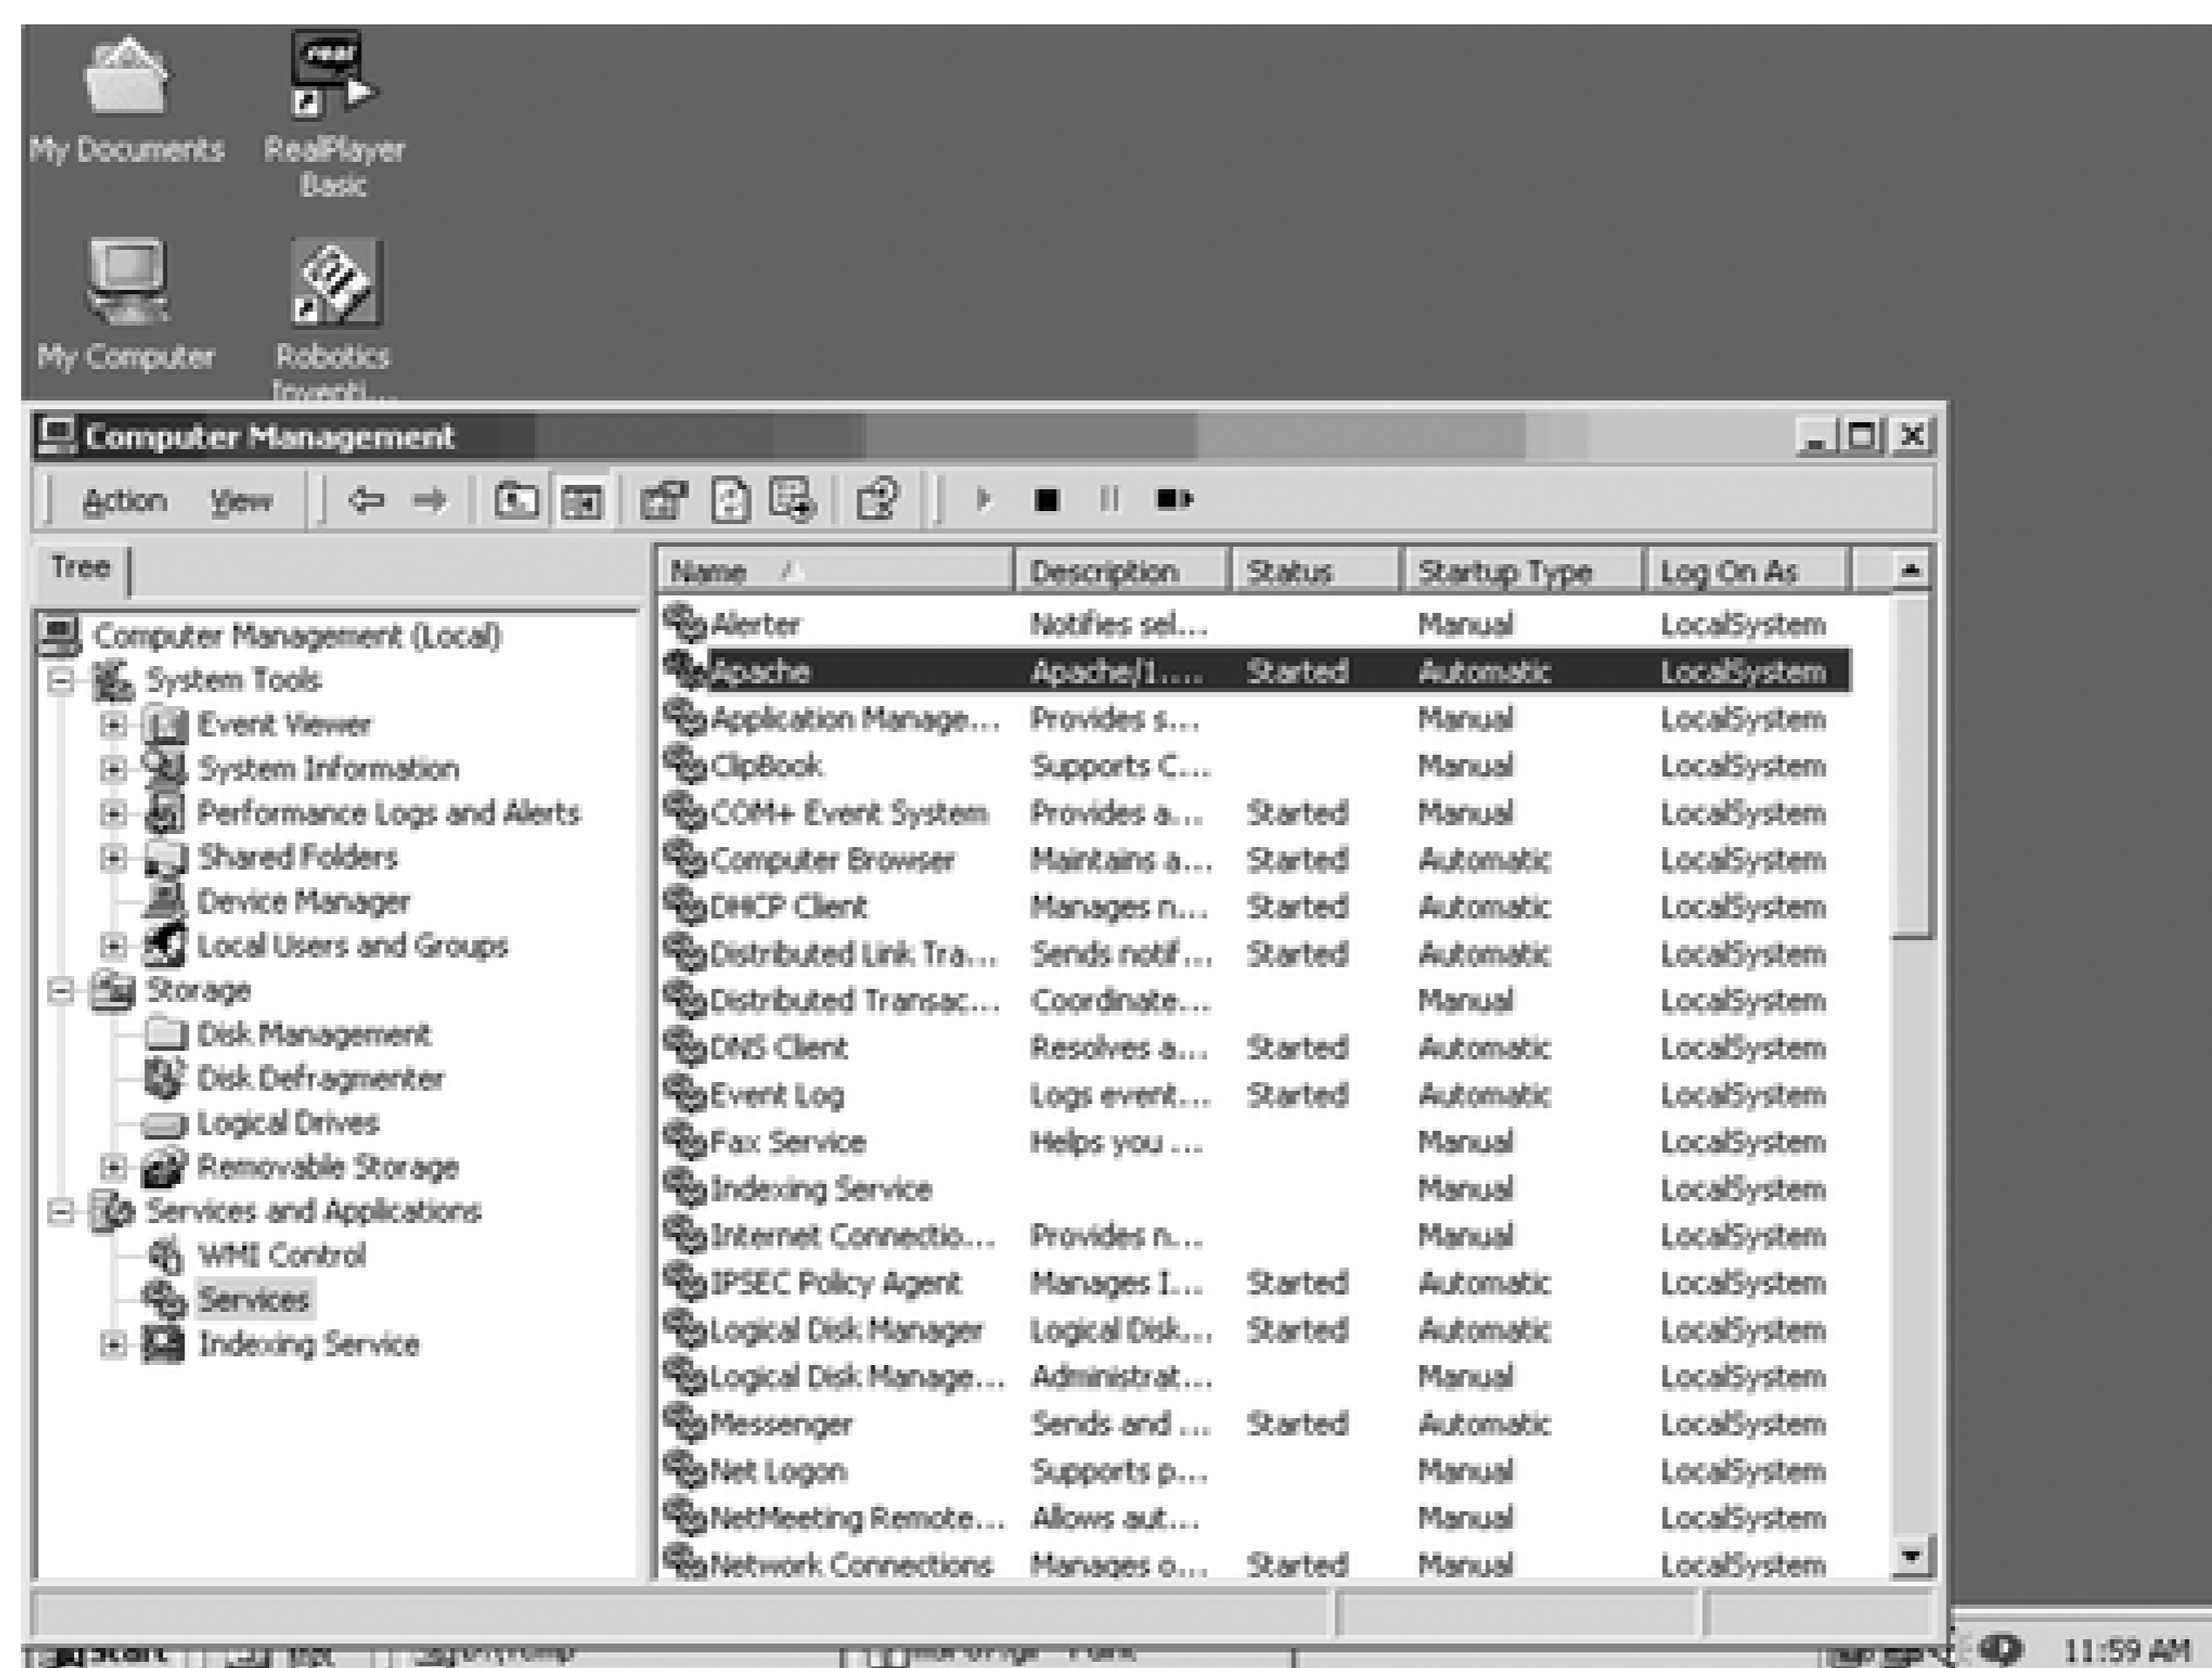 My Documents
RealPlayer
Basic
My Computer
Robotics
Inventi...
Computer Management
Action View
Tree
Computer Management (Local)
System Tools
Event Viewer
System Information
Performance Logs and Alerts
Shared Folders
Device Manager
Local Users and Groups
Storage
Disk Management
Disk Defragmenter
Logical Drives
Removable Storage
Services and Applications
WMI Control
Services
Indexing Service
Name Description Status Startup Type Log On As
Alerter Notifies sel... Manual LocalSystem
Apache Apache/1.... Started Automatic LocalSystem
Application Manage... Provides s... Manual LocalSystem
ClipBook Supports C... Manual LocalSystem
COM+ Event System Provides a... Started Manual LocalSystem
Computer Browser Maintains a... Started Automatic LocalSystem
DHCP Client Manages n... Started Automatic LocalSystem
Distributed Link Tra... Sends notif... Started Automatic LocalSystem
Distributed Transac... Coordinate... Manual LocalSystem
DNS Client Resolves a... Started Automatic LocalSystem
Event Log Logs event... Started Automatic LocalSystem
Fax Service Helps you ... Manual LocalSystem
Indexing Service Manual LocalSystem
Internet Connectio... Provides n... Manual LocalSystem
IPSEC Policy Agent Manages I... Started Automatic LocalSystem
Logical Disk Manager Logical Disk... Started Automatic LocalSystem
Logical Disk Manage... Administrat... Manual LocalSystem
Messenger Sends and ... Started Automatic LocalSystem
Net Logon Supports p... Manual LocalSystem
NetMeeting Remote... Allows aut... Manual LocalSystem
Network Connections Manages o... Started Manual LocalSystem
Start 11:59 AM